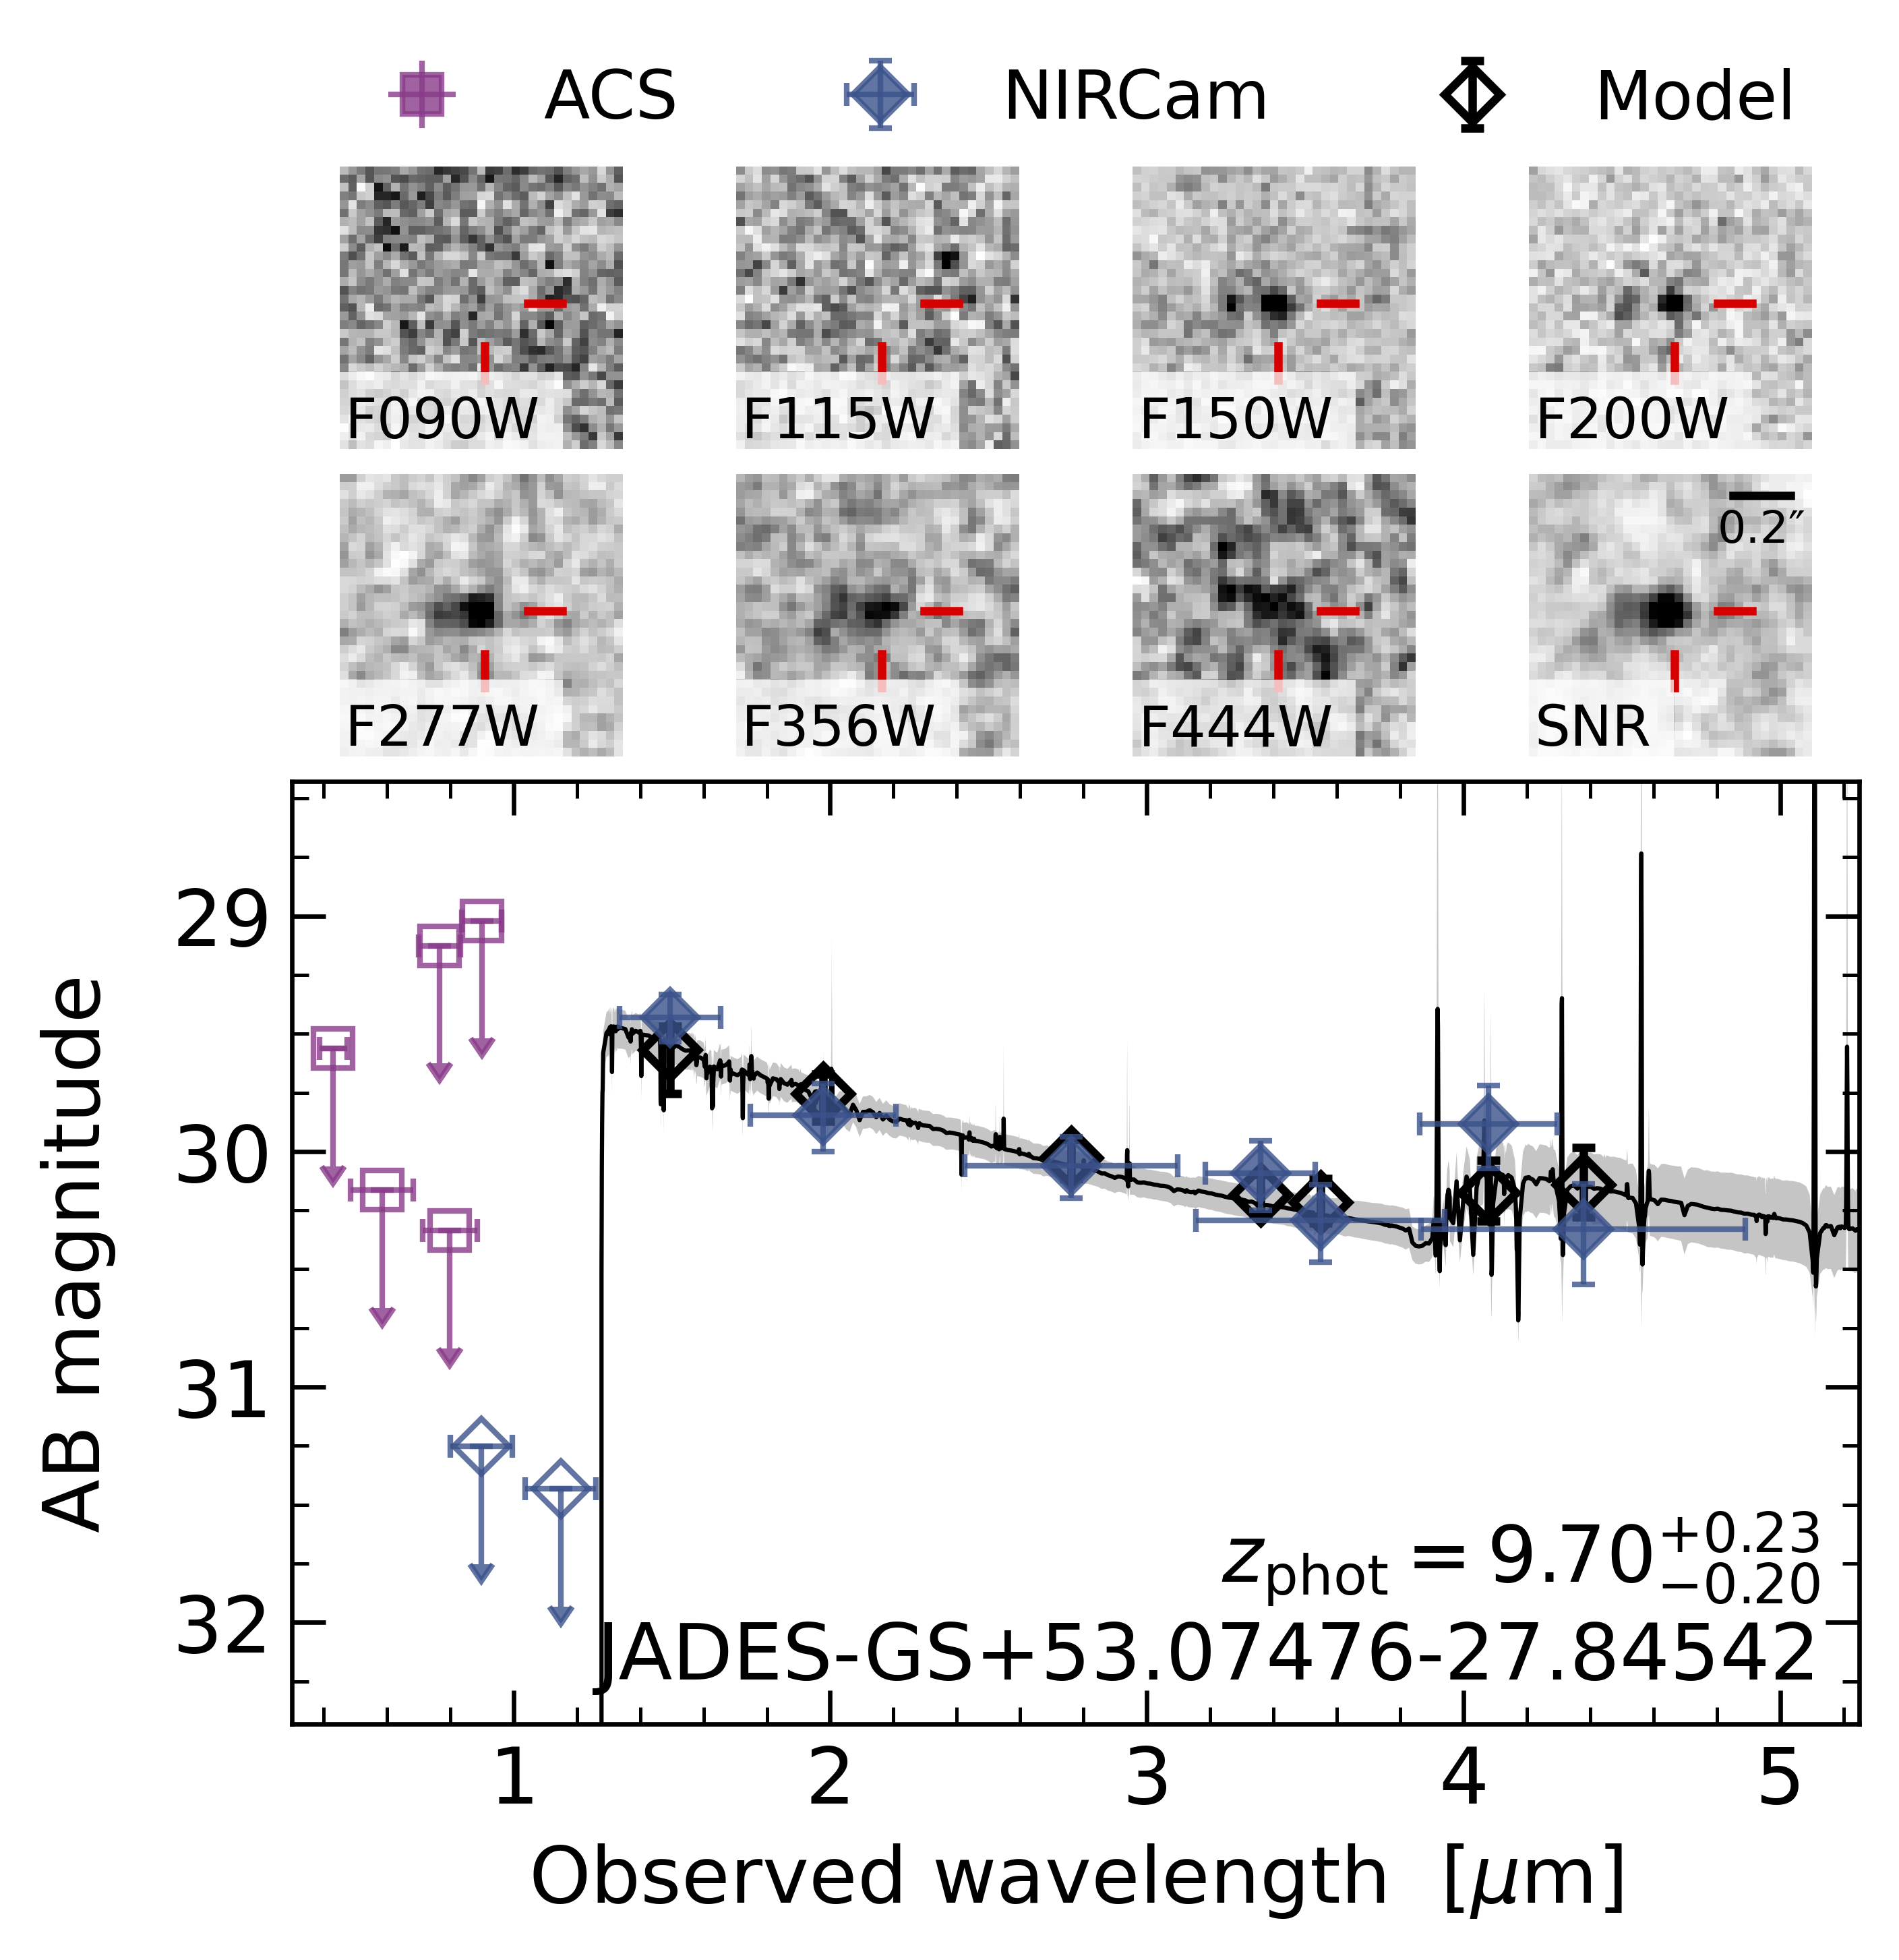 ACS NIRCam Model
F090W F115W F150W F200W
0.2″
F277W F356W F444W SNR
29
30
31
32
AB magnitude
z_phot = 9.70 +0.23 −0.20
JADES-GS+53.07476-27.84542
1 2 3 4 5
Observed wavelength [μm]